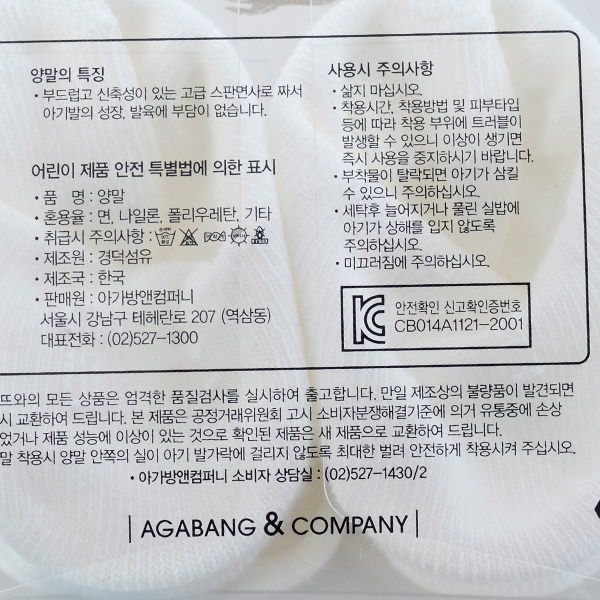 양말의 특징
· 부드럽고 신축성이 있는 고급 스판면사로 짜서
아기발의 성장, 발육에 부담이 없습니다.
어린이 제품 안전 특별법에 의한 표시
· 품 명 : 양말
· 혼용율 : 면, 나일론, 폴리우레탄, 기타
· 취급시 주의사항 :
· 제조원 : 경덕섬유
· 제조국 : 한국
· 판매원 : 아가방앤컴퍼니
서울시 강남구 테헤란로 207 (역삼동)
대표전화 : (02)527-1300
사용시 주의사항
· 삶지 마십시오.
· 착용시간, 착용방법 및 피부타입
등에 따라 착용 부위에 트러블이
발생할 수 있으니 이상이 생기면
즉시 사용을 중지하시기 바랍니다.
· 부착물이 탈락되면 아기가 삼킬
수 있으니 주의하십시오.
· 세탁후 늘어지거나 풀린 실밥에
아기가 상해를 입지 않도록
주의하십시오.
· 미끄러짐에 주의하십시오.
안전확인 신고확인증번호
CB014A1121-2001
뜨와의 모든 상품은 엄격한 품질검사를 실시하여 출고합니다. 만일 제조상의 불량품이 발견되면
시 교환하여 드립니다. 본 제품은 공정거래위원회 고시 소비자분쟁해결기준에 의거 유통중에 손상
었거나 제품 성능에 이상이 있는 것으로 확인된 제품은 새 제품으로 교환하여 드립니다.
말 착용시 양말 안쪽의 실이 아기 발가락에 걸리지 않도록 최대한 벌려 안전하게 착용시켜 주십시오.
· 아가방앤컴퍼니 소비자 상담실 : (02)527-1430/2
| AGABANG & COMPANY |